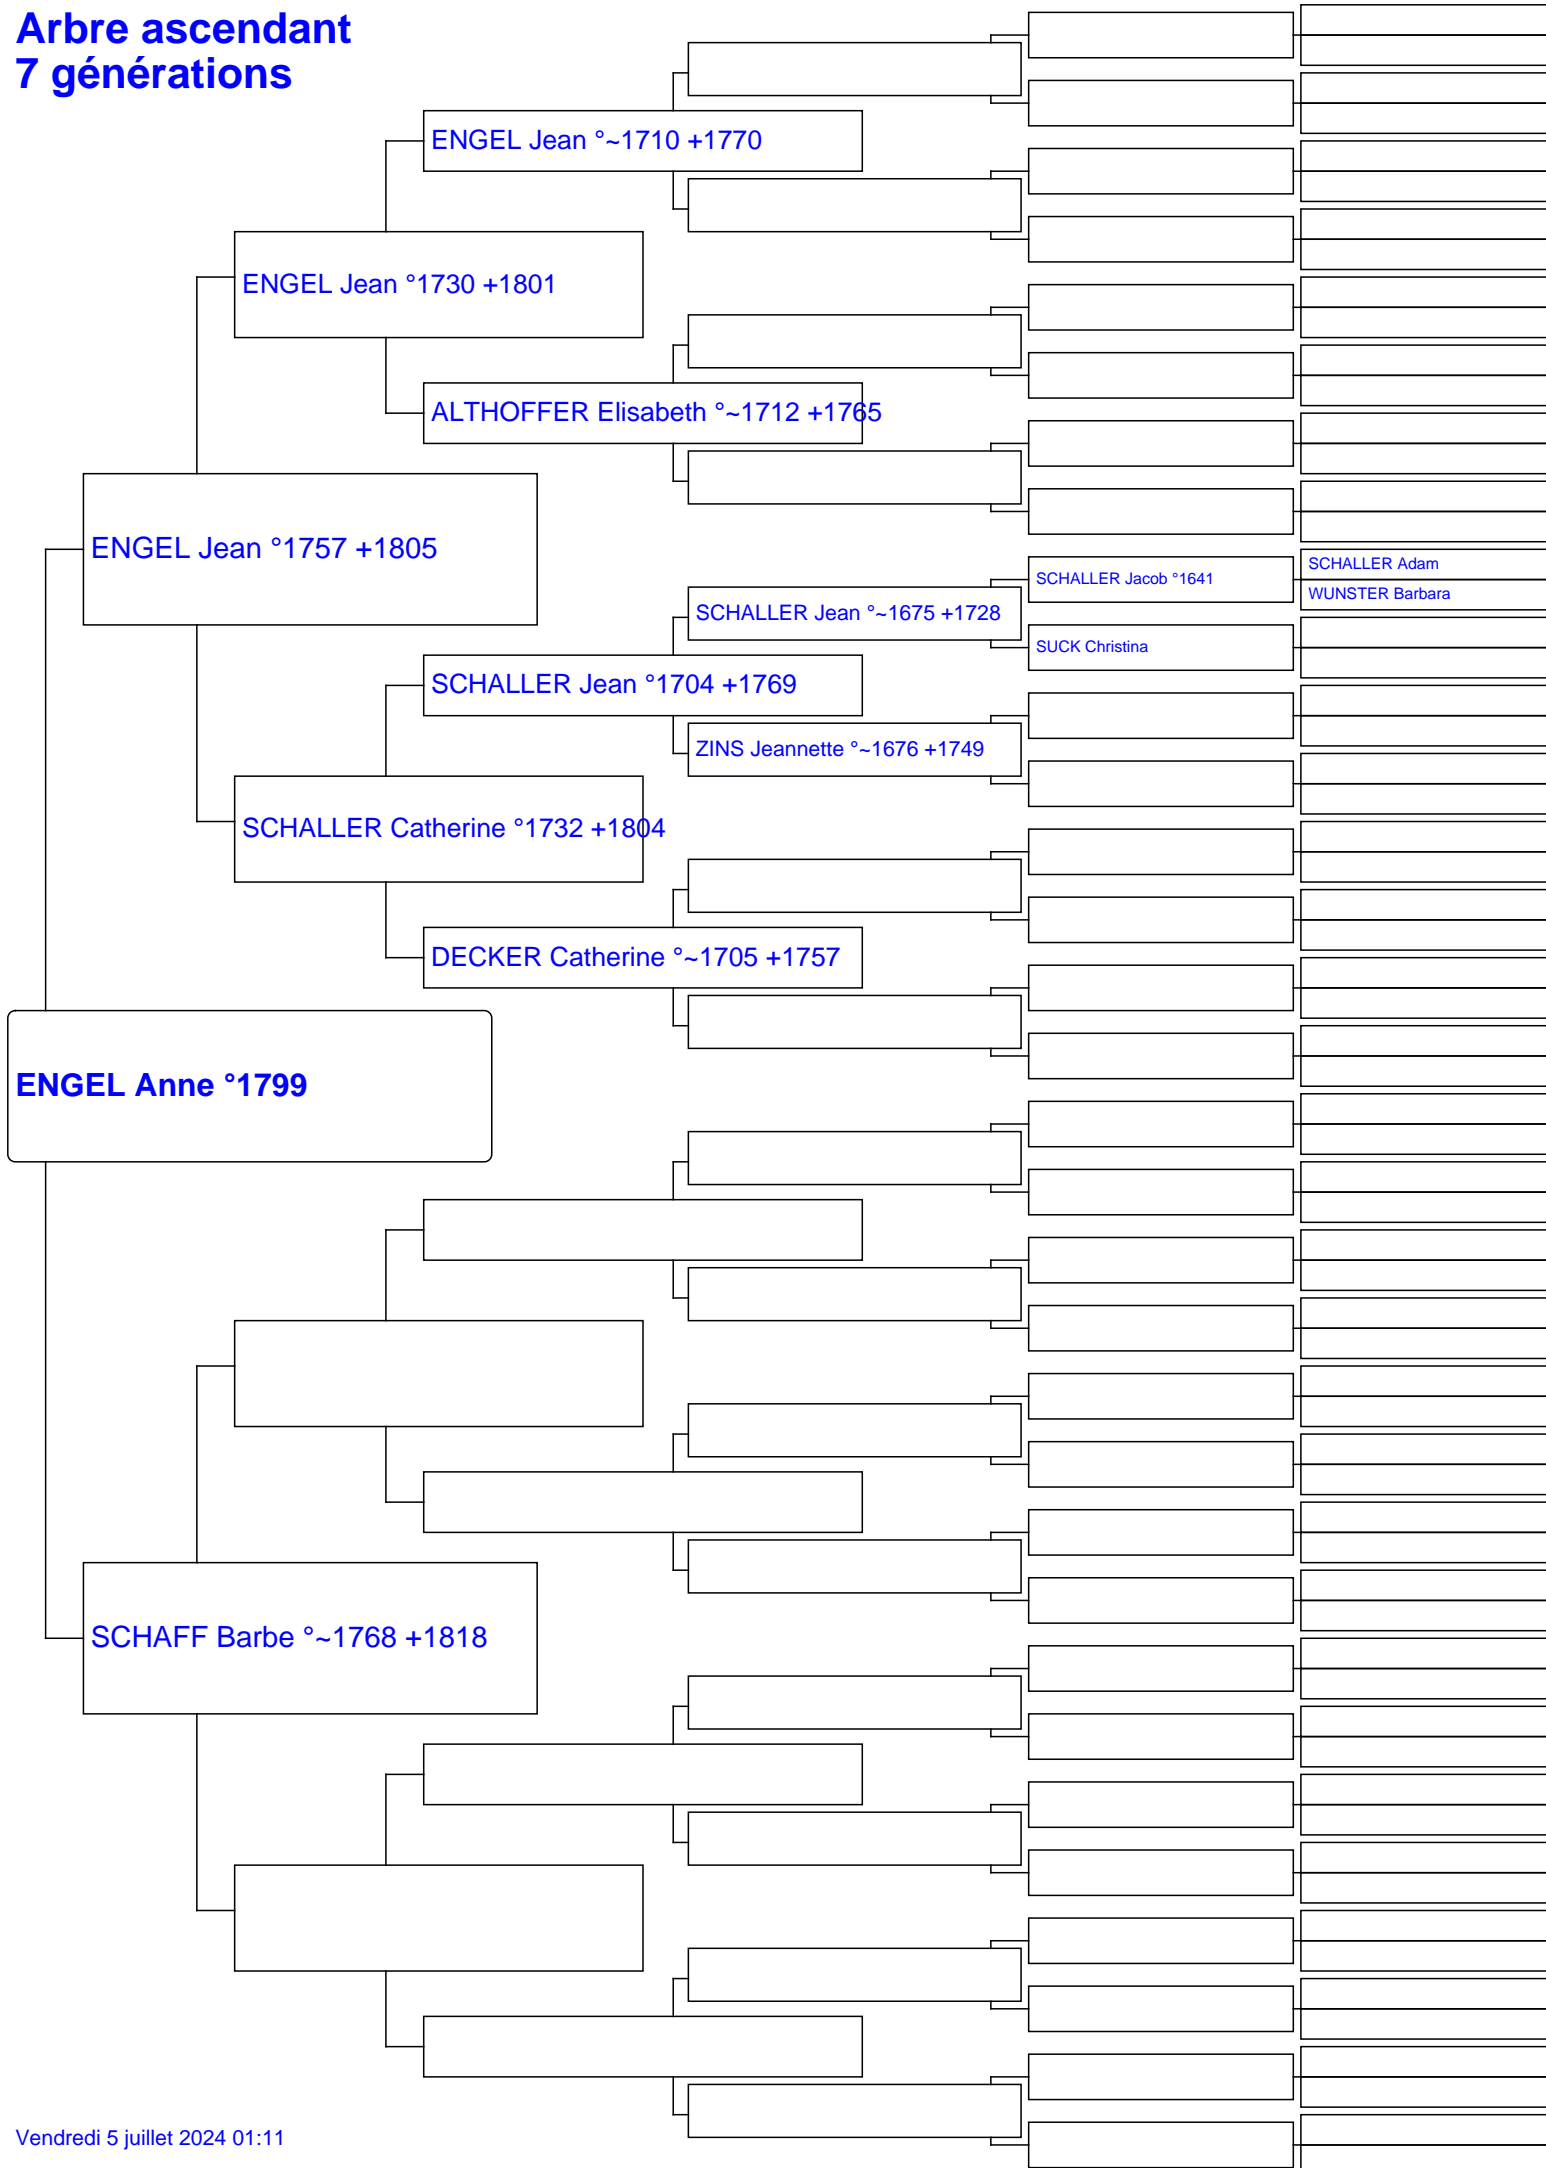 Arbre ascendant
7 générations
ENGEL Jean °~1710 +1770
ENGEL Jean °1730 +1801
ALTHOFFER Elisabeth °~1712 +1765
ENGEL Jean °1757 +1805
SCHALLER Jacob °1641
SCHALLER Adam
WUNSTER Barbara
SCHALLER Jean °~1675 +1728
SUCK Christina
SCHALLER Jean °1704 +1769
ZINS Jeannette °~1676 +1749
SCHALLER Catherine °1732 +1804
DECKER Catherine °~1705 +1757
ENGEL Anne °1799
SCHAFF Barbe °~1768 +1818
Vendredi 5 juillet 2024 01:11